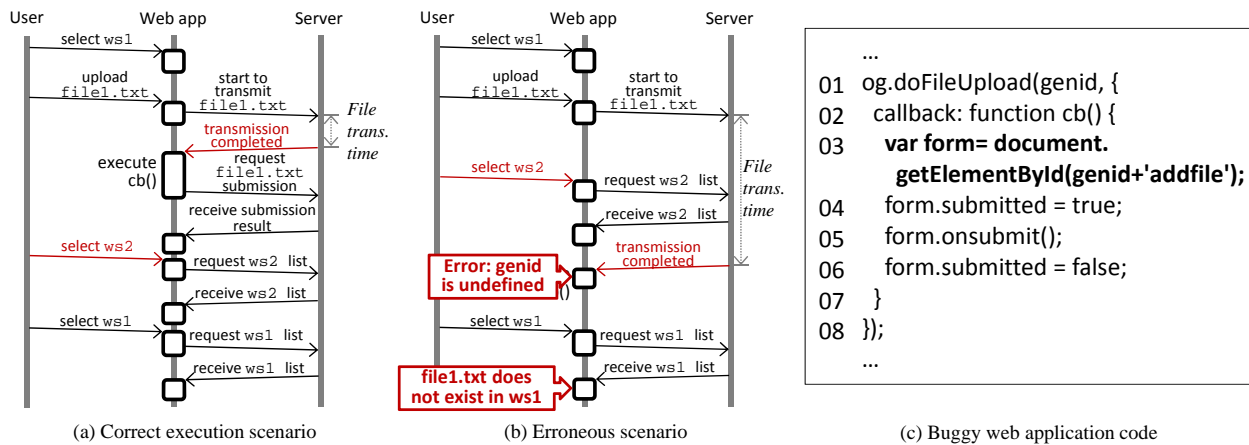 User Web app Server
select ws1
upload
file1.txt
start to
transmit
file1.txt
File
trans.
time
transmission
completed
execute
cb()
request
file1.txt
submission
receive submission
result
select ws2
request ws2 list
receive ws2 list
select ws1
request ws1 list
receive ws1 list
(a) Correct execution scenario
User Web app Server
select ws1
upload
file1.txt
start to
transmit
file1.txt
select ws2
request ws2 list
File
trans.
time
receive ws2 list
transmission
completed
Error: genid
is undefined
()
select ws1
request ws1 list
receive ws1 list
file1.txt does
not exist in ws1
(b) Erroneous scenario
...
01 og.doFileUpload(genid, {
02 callback: function cb() {
03 var form= document.
getElementById(genid+'addfile');
04 form.submitted = true;
05 form.onsubmit();
06 form.submitted = false;
07 }
08 });
...
(c) Buggy web application code